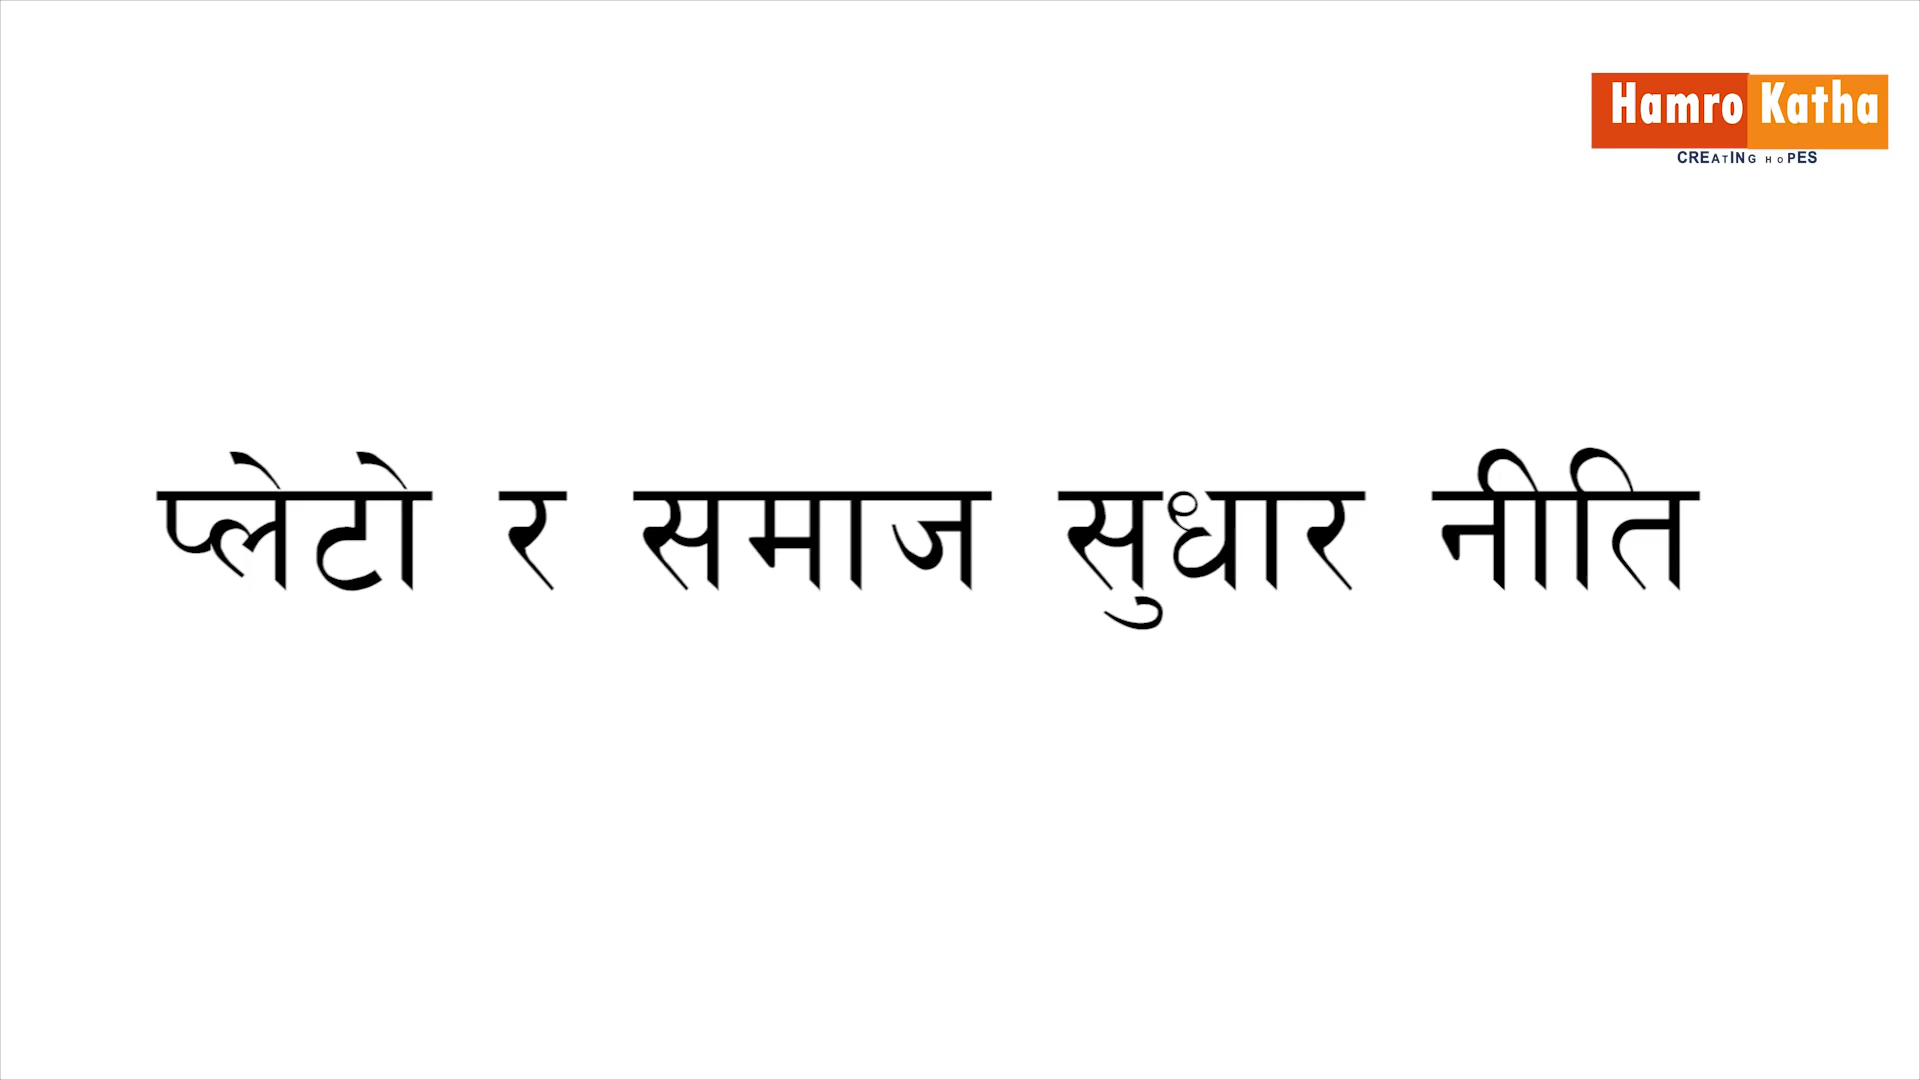 Hamro Katha
CREATING HOPES
प्लेटो र समाज सुधार नीति